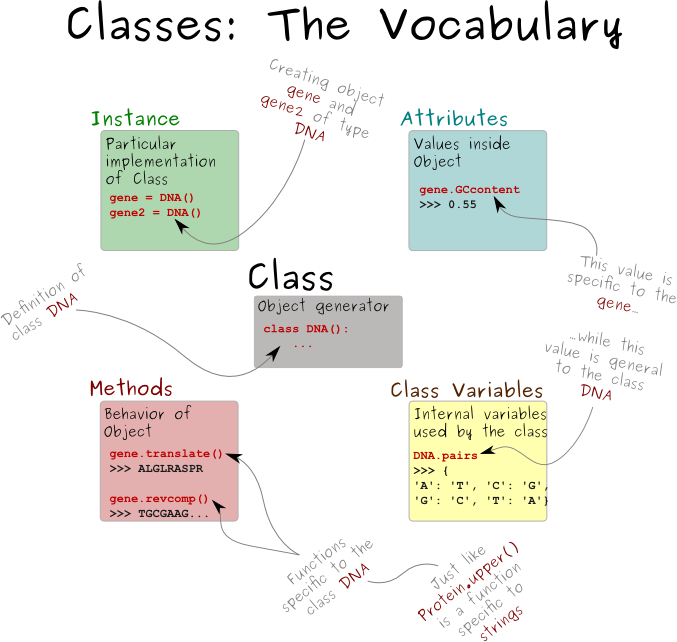 Classes: The Vocabulary
Creating object
gene and
gene2 of type
DNA
Instance
Particular
implementation
of Class
gene = DNA()
gene2 = DNA()
Attributes
Values inside
Object
gene.GCcontent
>>> 0.55
This value is
specific to the
gene...
Definition of
class DNA
Class
Object generator
class DNA():
...
...while this
value is general
to the class
DNA
Methods
Behavior of
Object
gene.translate()
>>> ALGLRASPR
gene.revcomp()
>>> TGCGAAG...
Class Variables
Internal variables
used by the class
DNA.pairs
>>> {
'A': 'T', 'C': 'G',
'G': 'C', 'T': 'A'}
Functions
specific to the
class DNA
Just like
Protein.upper()
is a function
specific to
strings